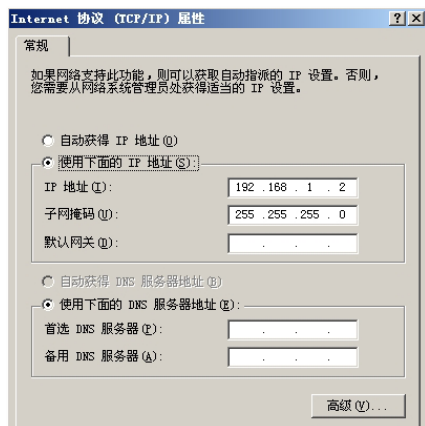 Internet 协议 (TCP/IP) 属性
常规
如果网络支持此功能，则可以获取自动指派的 IP 设置。否则，
您需要从网络系统管理员处获得适当的 IP 设置。
自动获得 IP 地址(O)
使用下面的 IP 地址(S):
IP 地址(I): 192 .168 . 1 . 2
子网掩码(U): 255 .255 .255 . 0
默认网关(D): . . .
自动获得 DNS 服务器地址(B)
使用下面的 DNS 服务器地址(E):
首选 DNS 服务器(P): . . .
备用 DNS 服务器(A): . . .
高级(V)...